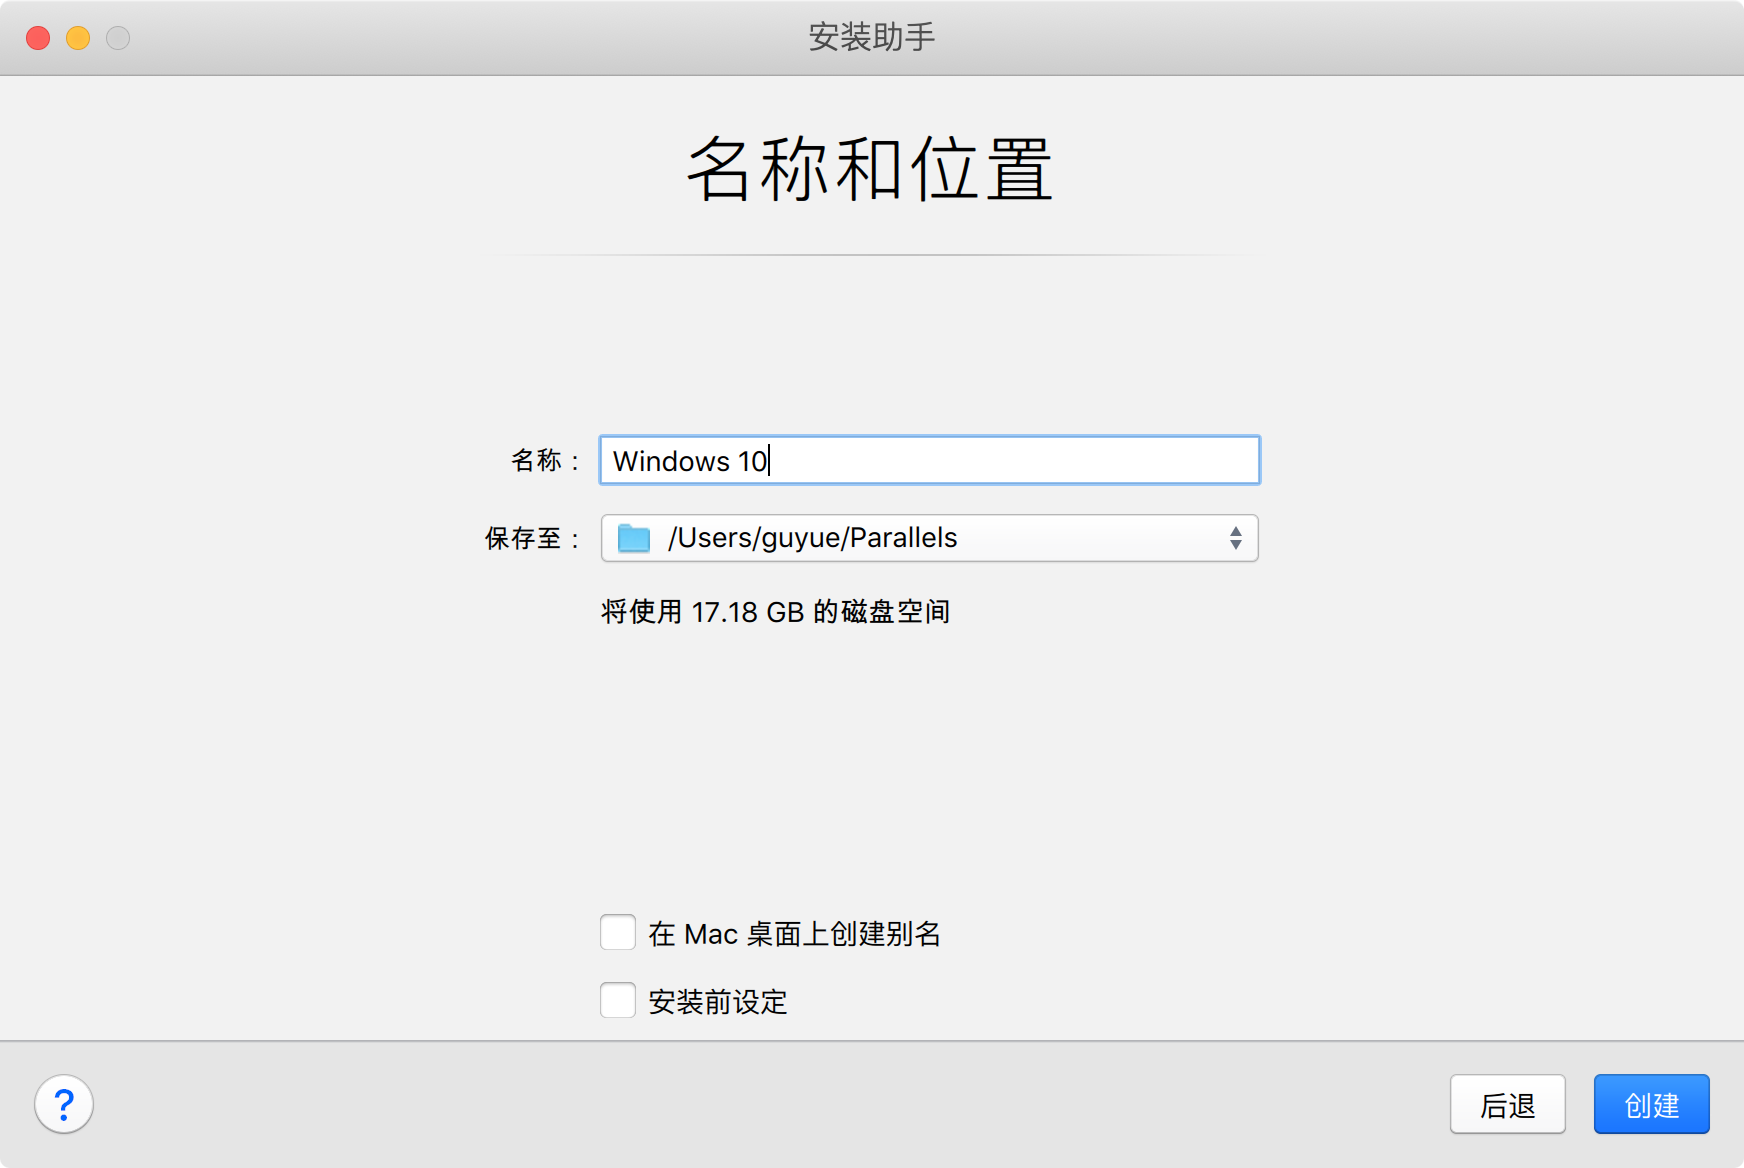 安装助手
名称和位置
名称：
Windows 10
保存至：
/Users/guyue/Parallels
将使用 17.18 GB 的磁盘空间
在 Mac 桌面上创建别名
安装前设定
?
后退
创建